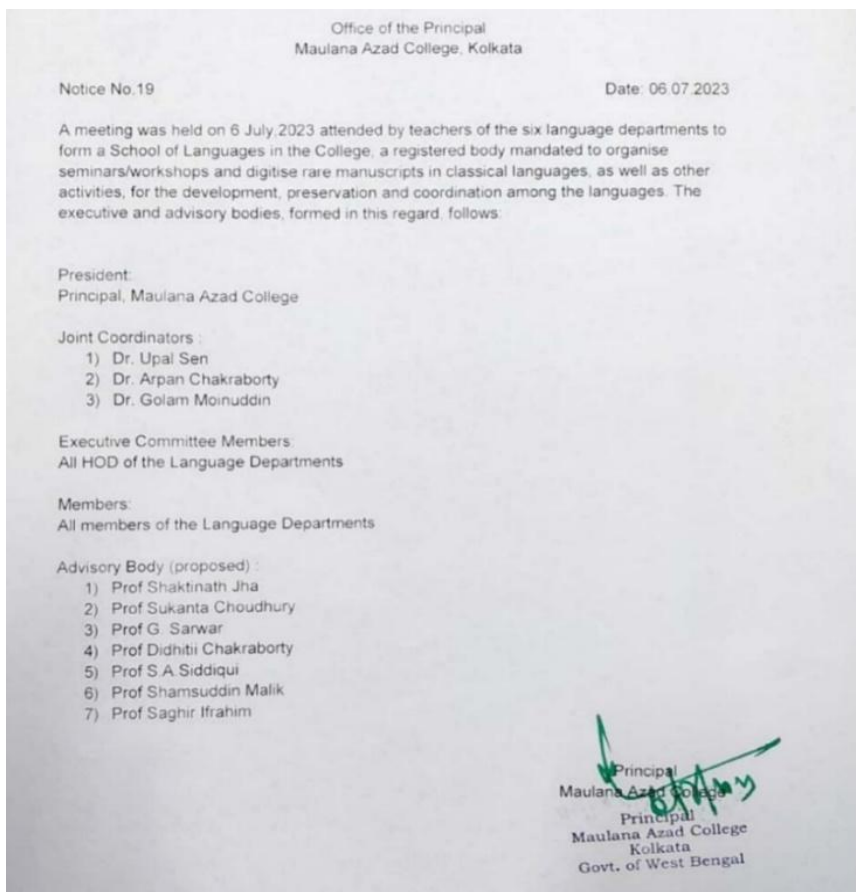 Office of the Principal
Maulana Azad College, Kolkata
Notice No.19 Date: 06.07.2023
A meeting was held on 6 July,2023 attended by teachers of the six language departments to
form a School of Languages in the College, a registered body mandated to organise
seminars/workshops and digitise rare manuscripts in classical languages, as well as other
activities, for the development, preservation and coordination among the languages. The
executive and advisory bodies, formed in this regard, follows:
President:
Principal, Maulana Azad College
Joint Coordinators :
1) Dr. Upal Sen
2) Dr. Arpan Chakraborty
3) Dr. Golam Moinuddin
Executive Committee Members:
All HOD of the Language Departments
Members:
All members of the Language Departments
Advisory Body (proposed) :
1) Prof Shaktinath Jha
2) Prof Sukanta Choudhury
3) Prof G. Sarwar
4) Prof Didhitii Chakraborty
5) Prof S.A.Siddiqui
6) Prof Shamsuddin Malik
7) Prof Saghir Ifrahim
Principal
Maulana Azad College
Principal
Maulana Azad College
Kolkata
Govt. of West Bengal